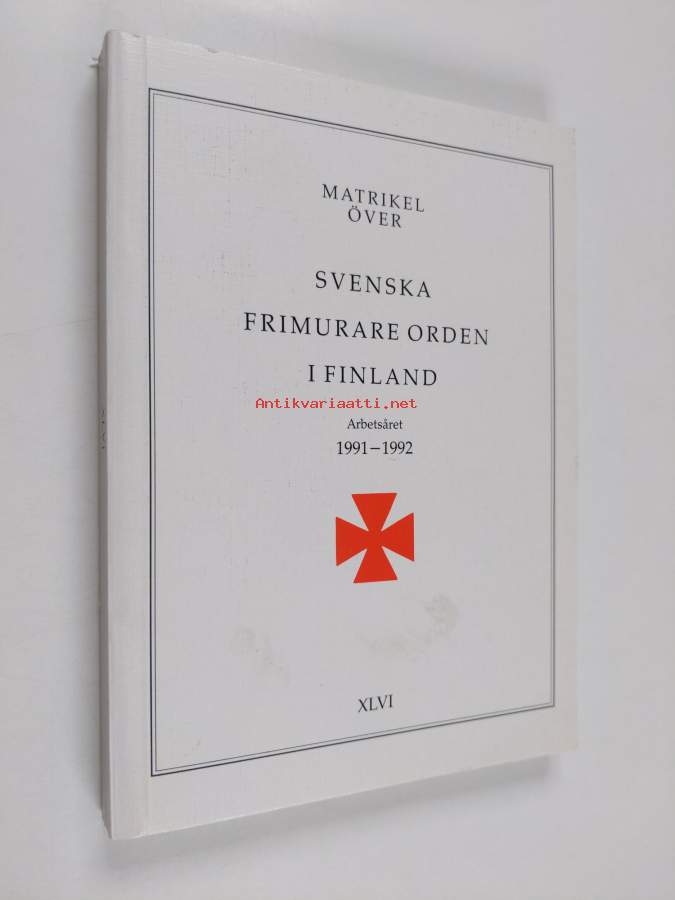 MATRIKEL
ÖVER
SVENSKA
FRIMURARE ORDEN
I FINLAND
Antikvariaatti.net
Arbetsåret
1991–1992
XLVI